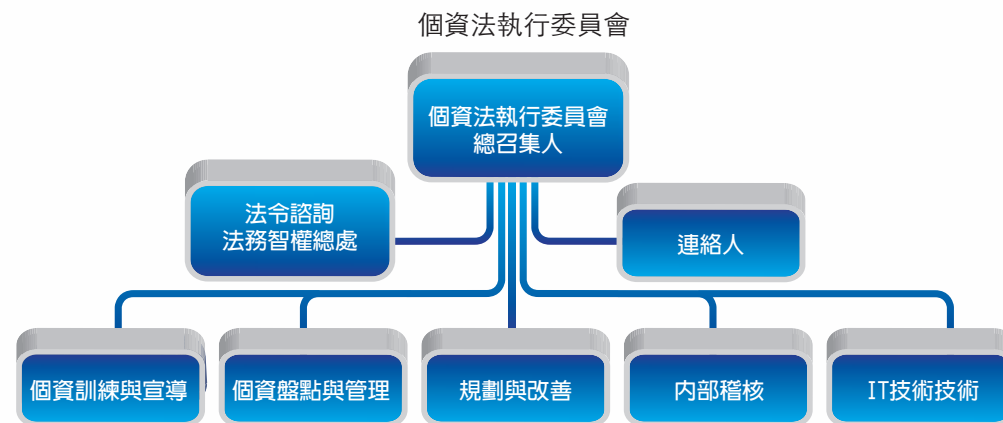 個資法執行委員會
個資法執行委員會
總召集人
法令諮詢
法務智權總處
連絡人
個資訓練與宣導
個資盤點與管理
規劃與改善
內部稽核
IT技術技術